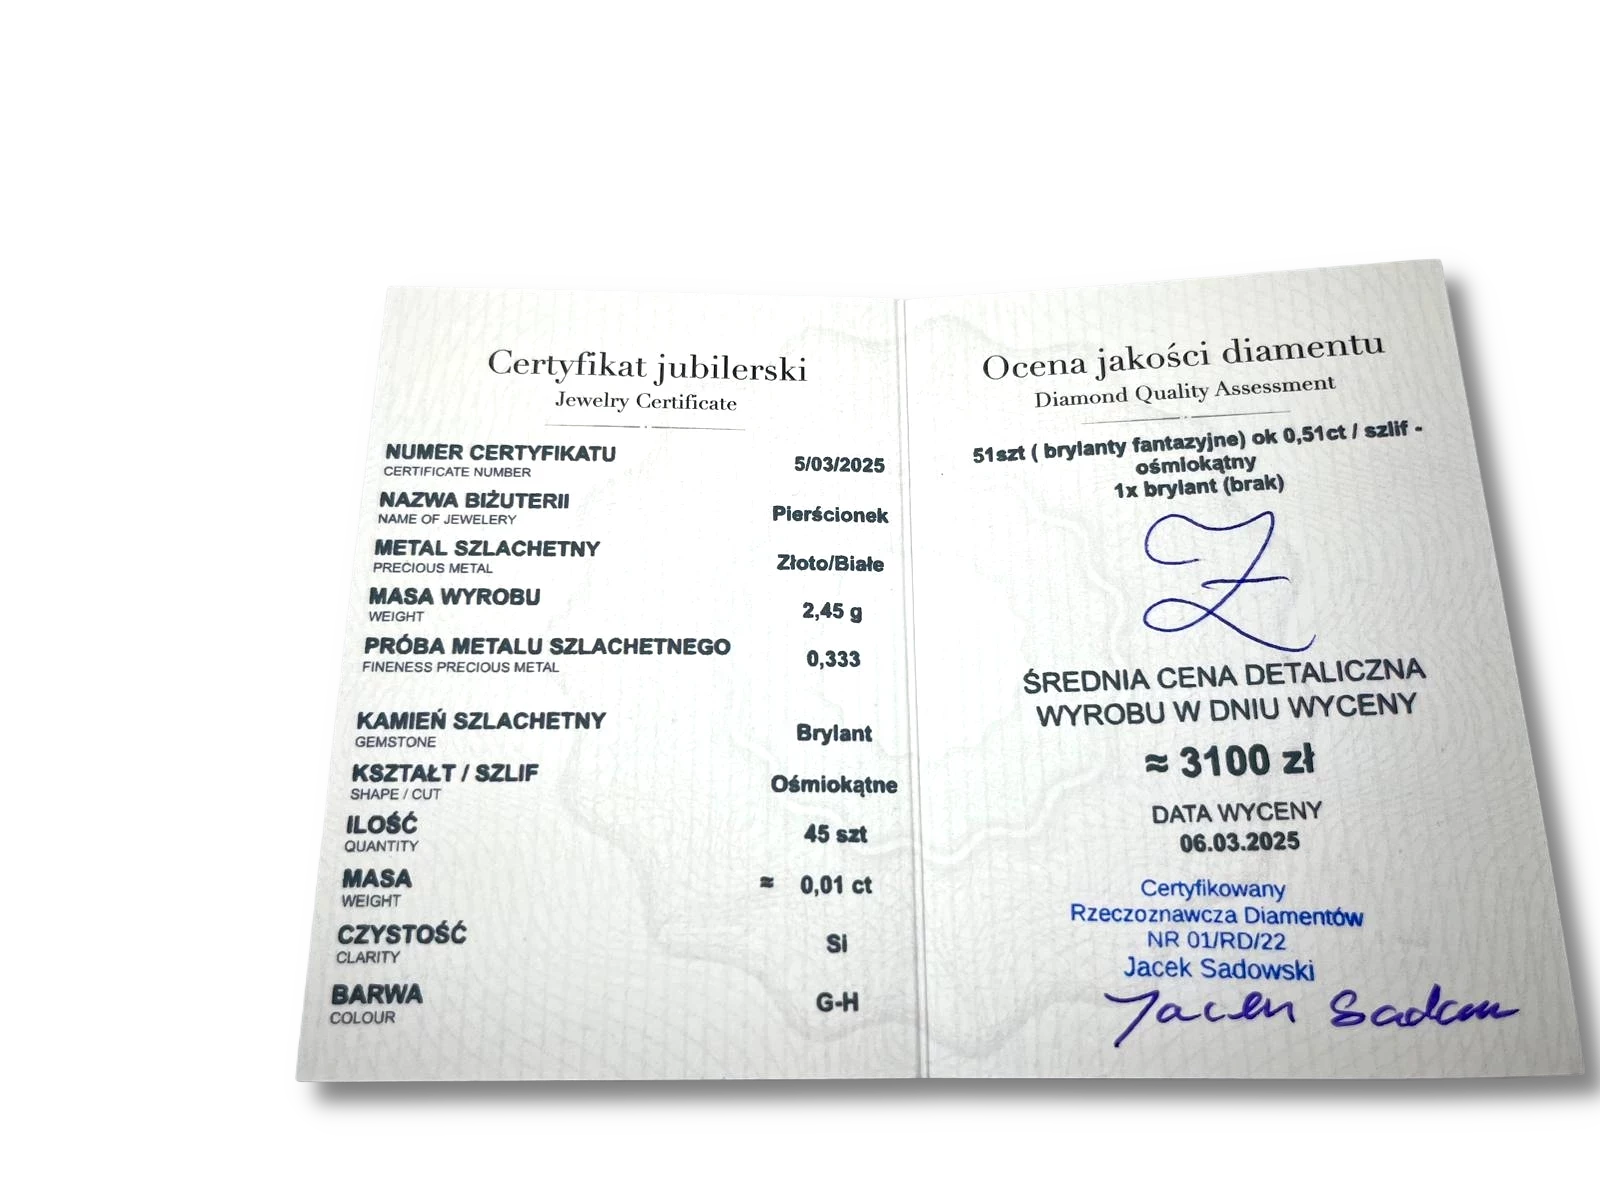 Certyfikat jubilerski
Jewelry Certificate
NUMER CERTYFIKATU 5/03/2025
CERTIFICATE NUMBER
NAZWA BIŻUTERII Pierścionek
NAME OF JEWELERY
METAL SZLACHETNY Złoto/Białe
PRECIOUS METAL
MASA WYROBU 2,45 g
WEIGHT
PRÓBA METALU SZLACHETNEGO 0,333
FINENESS PRECIOUS METAL
KAMIEŃ SZLACHETNY Brylant
GEMSTONE
KSZTAŁT / SZLIF Ośmiokątne
SHAPE / CUT
ILOŚĆ 45 szt
QUANTITY
MASA ≈ 0,01 ct
WEIGHT
CZYSTOŚĆ Si
CLARITY
BARWA G-H
COLOUR
Ocena jakości diamentu
Diamond Quality Assessment
51szt ( brylanty fantazyjne) ok 0,51ct / szlif -
ośmiokątny
1x brylant (brak)
ŚREDNIA CENA DETALICZNA
WYROBU W DNIU WYCENY
≈ 3100 zł
DATA WYCENY
06.03.2025
Certyfikowany
Rzeczoznawcza Diamentów
NR 01/RD/22
Jacek Sadowski